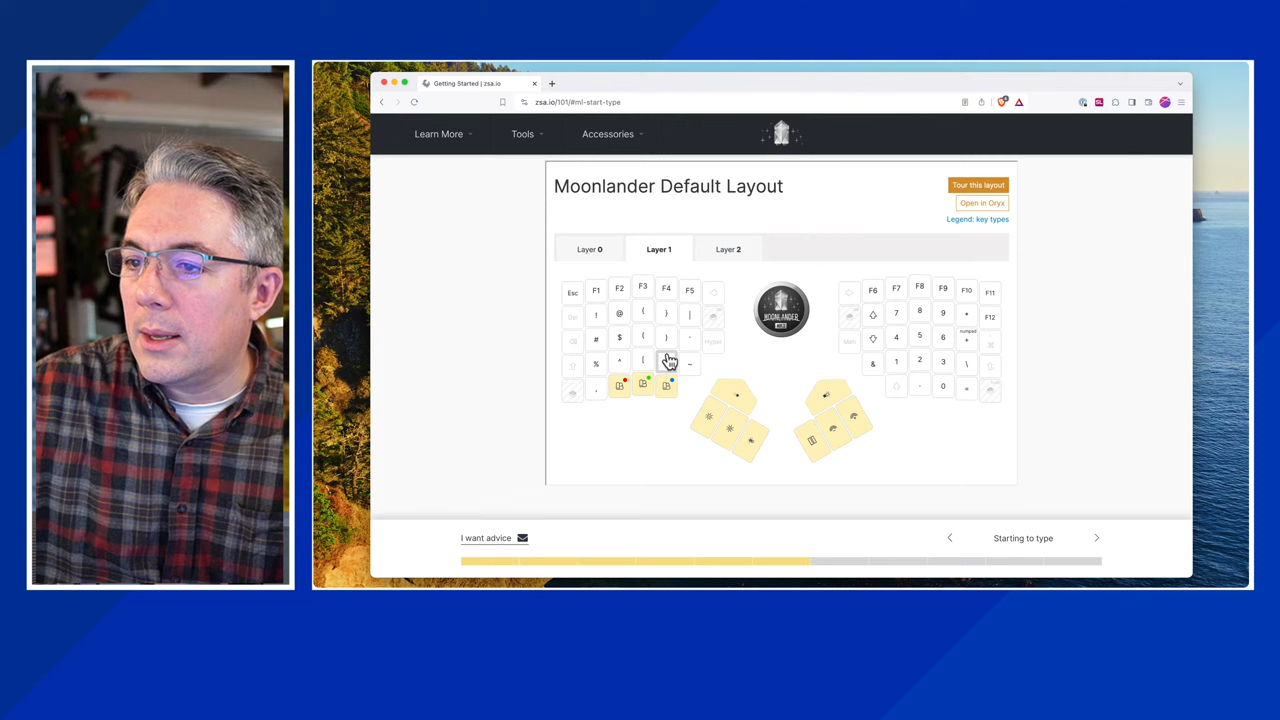 Getting Started | zsa.io
zsa.io/101/#ml-start-type
Learn More
Tools
Accessories
Moonlander Default Layout
Tour this layout
Open in Oryx
Legend: key types
Layer 0
Layer 1
Layer 2
Esc F1 F2 F3 F4 F5
F6 F7 F8 F9 F10 F11
! @ { } |
7 8 9 * F12
# $ ( ) ` Hyper
Meh 4 5 6 numpad +
% ^ [ ~
& 1 2 3 \
. 0 =
MOONLANDER
I want advice
Starting to type